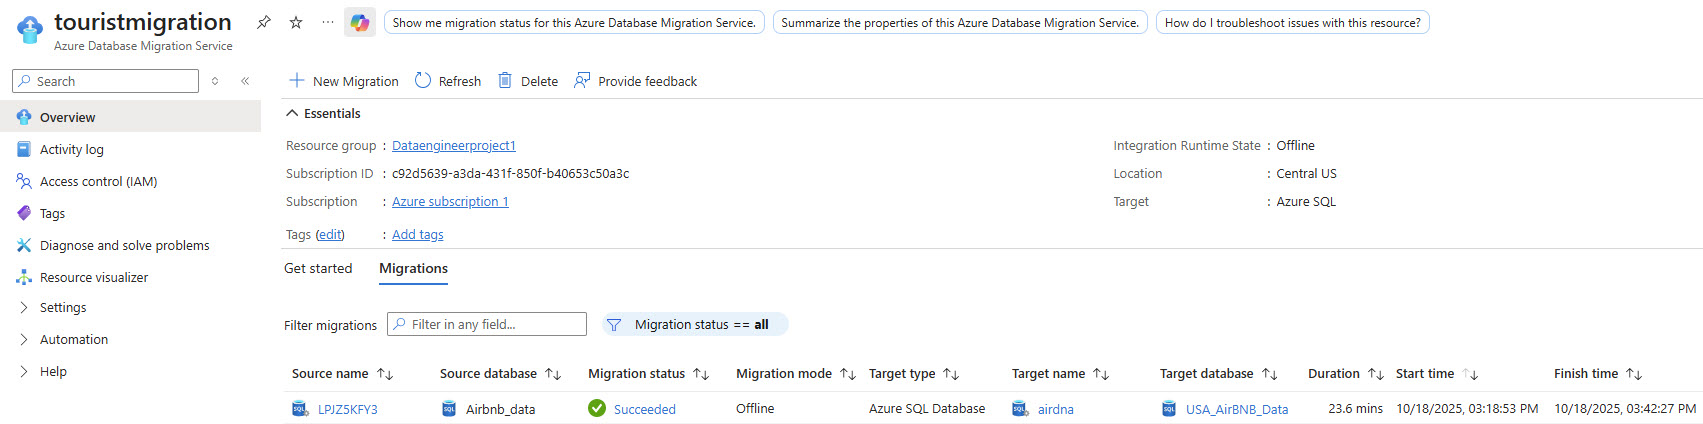 touristmigration
Azure Database Migration Service
Show me migration status for this Azure Database Migration Service.
Summarize the properties of this Azure Database Migration Service.
How do I troubleshoot issues with this resource?
Search
New Migration Refresh Delete Provide feedback
Overview
Activity log
Access control (IAM)
Tags
Diagnose and solve problems
Resource visualizer
Settings
Automation
Help
Essentials
Resource group : Dataengineerproject1
Subscription ID : c92d5639-a3da-431f-850f-b40653c50a3c
Subscription : Azure subscription 1
Tags (edit) : Add tags
Integration Runtime State : Offline
Location : Central US
Target : Azure SQL
Get started Migrations
Filter migrations Filter in any field... Migration status == all
Source name Source database Migration status Migration mode Target type Target name Target database Duration Start time Finish time
SQL LPJZ5KFY3 SQL Airbnb_data Succeeded Offline Azure SQL Database SQL airdna SQL USA_AirBNB_Data 23.6 mins 10/18/2025, 03:18:53 PM 10/18/2025, 03:42:27 PM